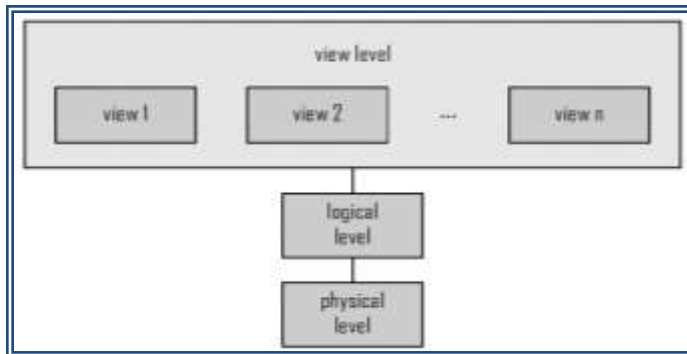 view level
view 1
view 2
...
view n
logical
level
physical
level